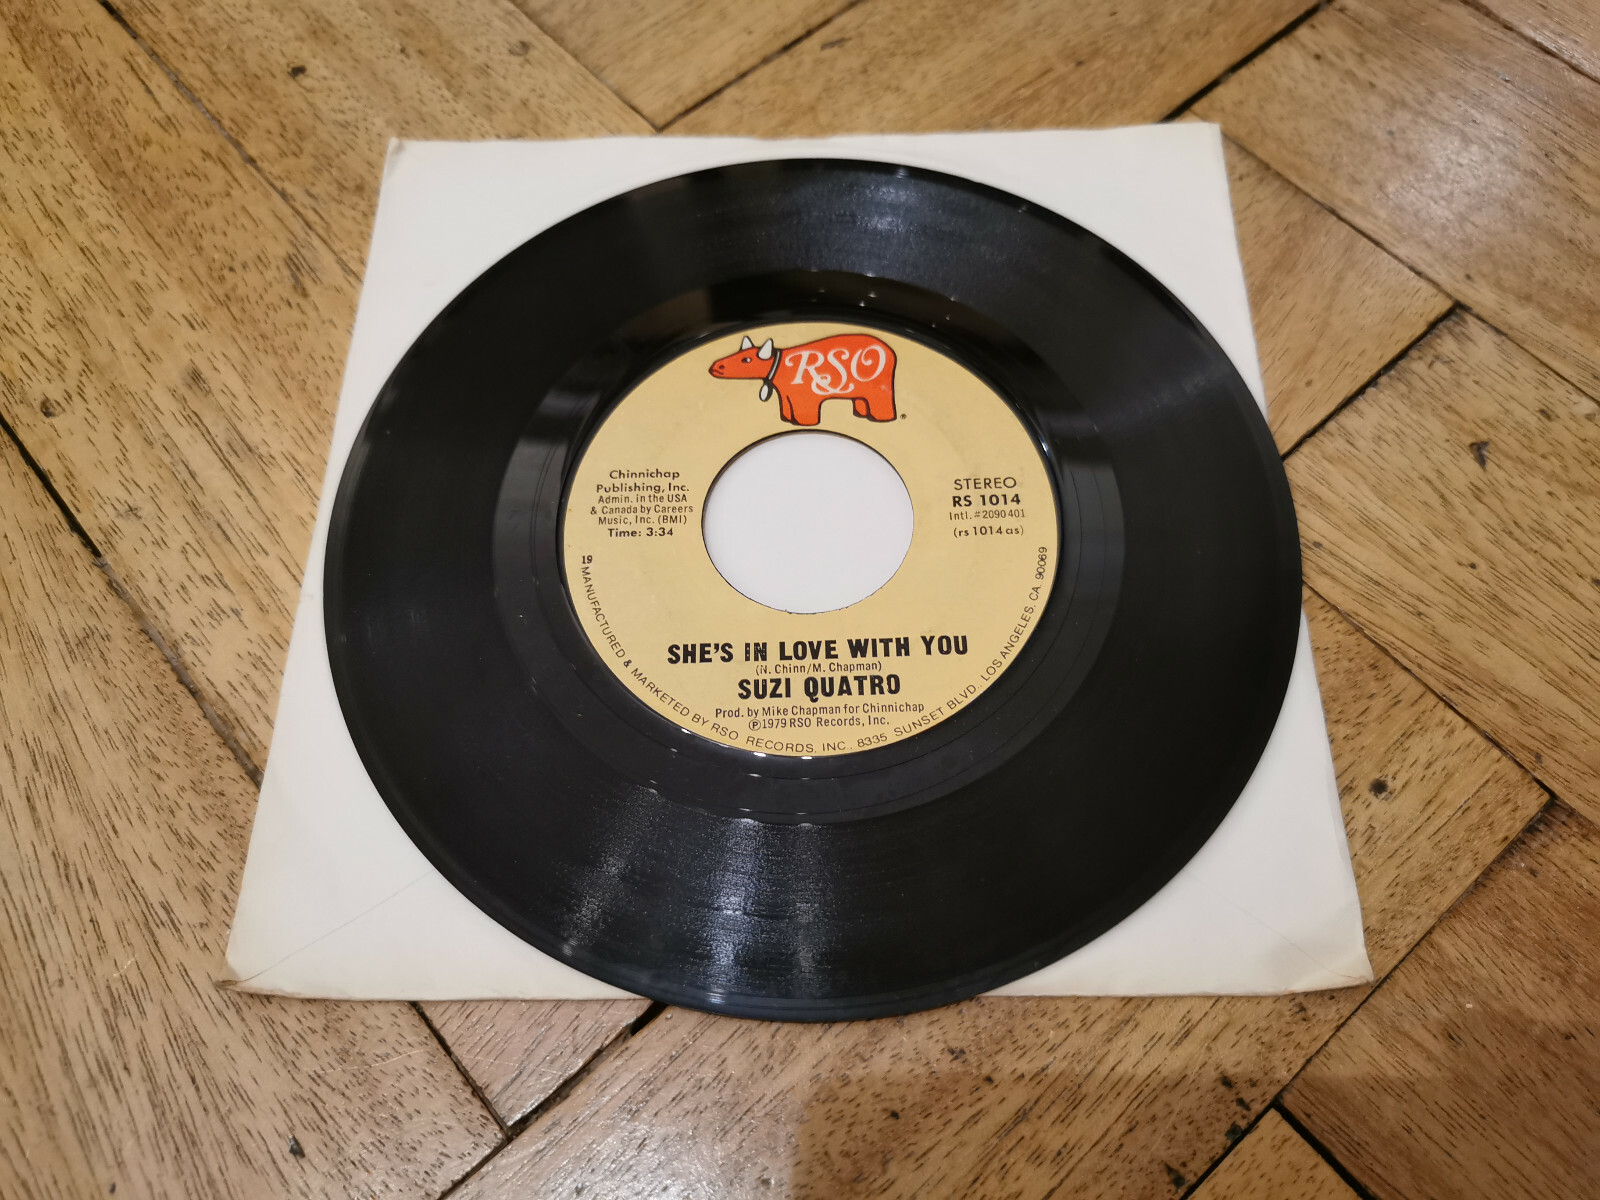 RSO
®
Chinnichap
Publishing, Inc.
Admin. in the USA
& Canada by Careers
Music, Inc. (BMI)
Time: 3:34
STEREO
RS 1014
Intl. #2090 401
(rs 1014 as)
19
SHE'S IN LOVE WITH YOU
(N. Chinn/M. Chapman)
SUZI QUATRO
Prod. by Mike Chapman for Chinnichap
℗1979 RSO Records, Inc.
MANUFACTURED & MARKETED BY RSO RECORDS, INC., 8335 SUNSET BLVD., LOS ANGELES, CA. 90069